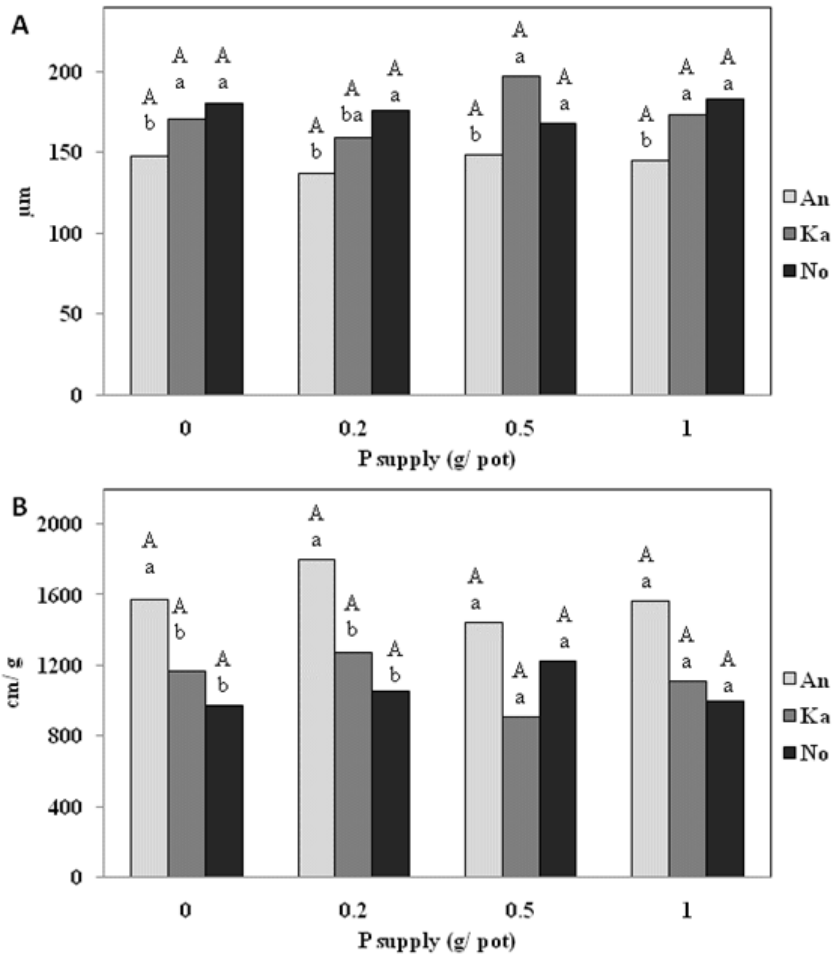 A
A A A A A A A A A A A A
b a a b ba a b a a b a a
200
150
100
50
0
µm
0 0.2 0.5 1
P supply (g/ pot)
An
Ka
No
B
A A A A A A A A A A A A
a b b a b b a a a a a a
2000
1600
1200
800
400
0
cm/ g
0 0.2 0.5 1
P supply (g/ pot)
An
Ka
No